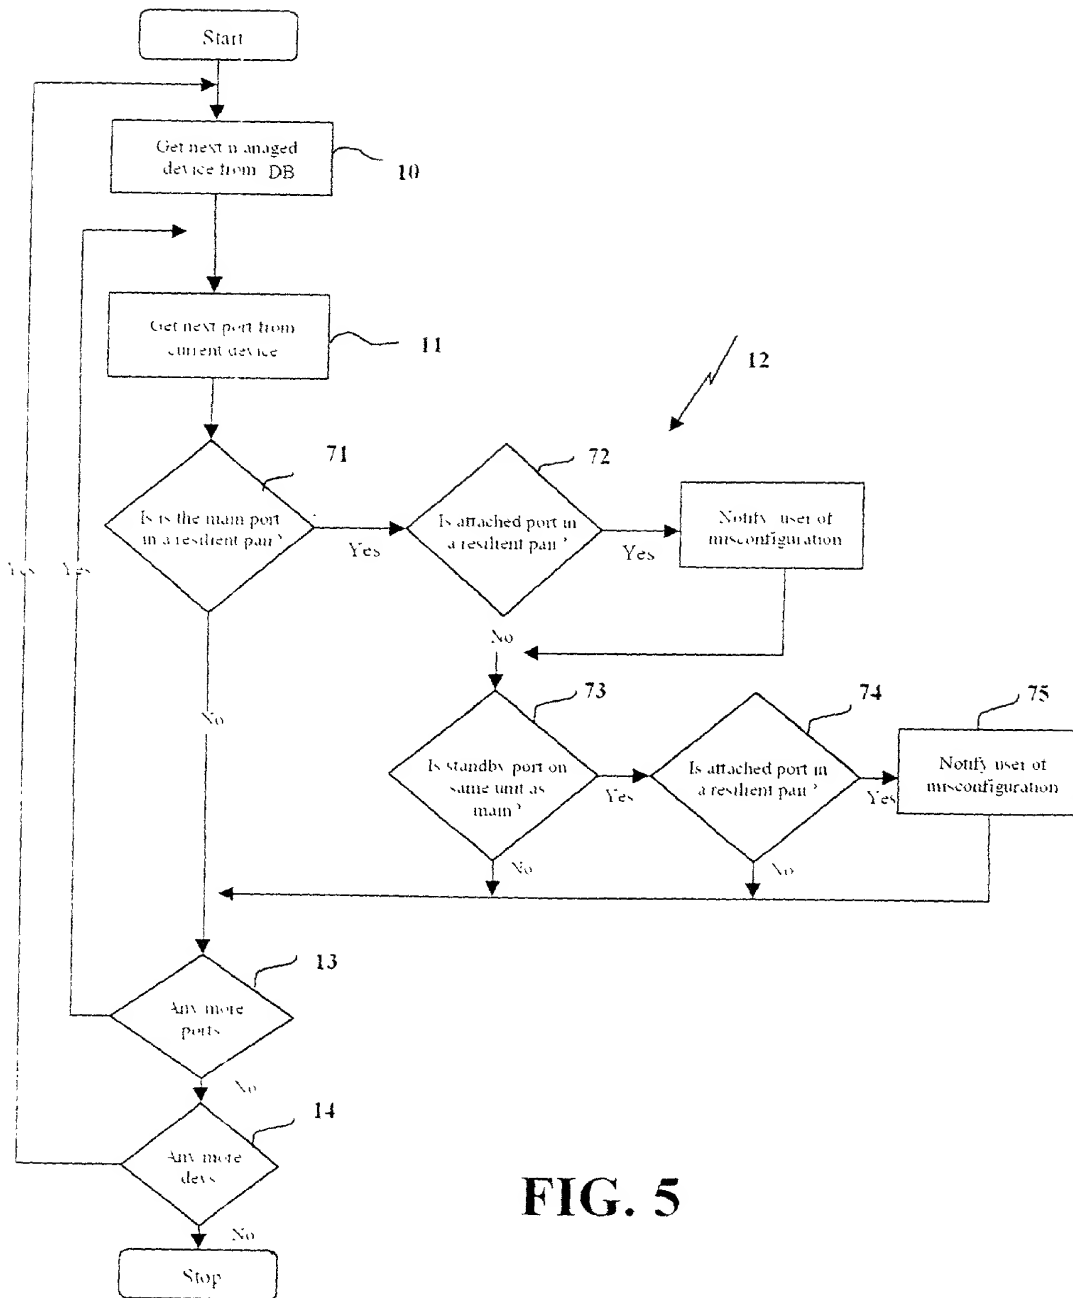 Start
Get next managed
device from DB
10
Get next port from
current device
11
12
71
Is is the main port
in a resilient pair?
Yes
72
Is attached port in
a resilient pair?
Yes
Notify user of
misconfiguration
Yes
Yes
No
No
73
Is standby port on
same unit as
main?
Yes
No
74
Is attached port in
a resilient pair?
Yes
No
75
Notify user of
misconfiguration
13
Any more
ports
No
14
Any more
devs
No
Stop
FIG. 5